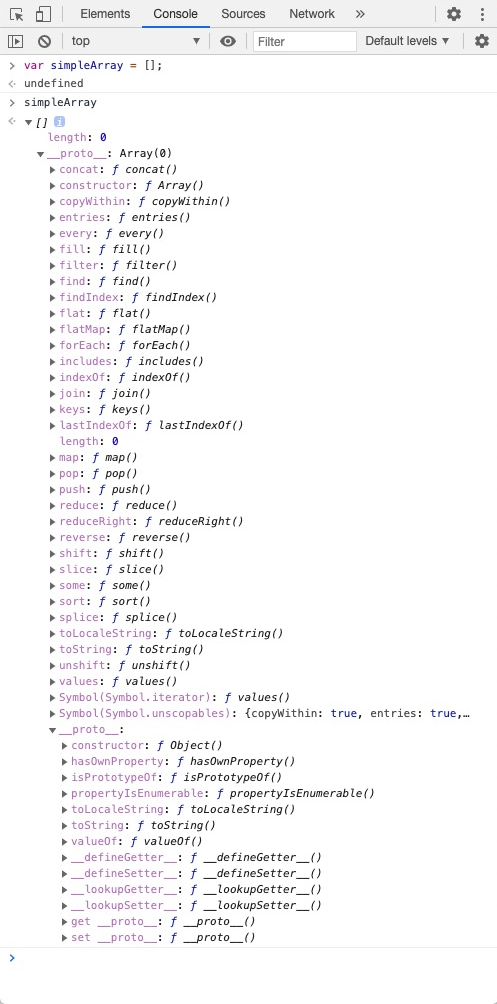 Elements Console Sources Network »
top Filter Default levels
> var simpleArray = [];
undefined
> simpleArray
[] i
length: 0
__proto__: Array(0)
concat: ƒ concat()
constructor: ƒ Array()
copyWithin: ƒ copyWithin()
entries: ƒ entries()
every: ƒ every()
fill: ƒ fill()
filter: ƒ filter()
find: ƒ find()
findIndex: ƒ findIndex()
flat: ƒ flat()
flatMap: ƒ flatMap()
forEach: ƒ forEach()
includes: ƒ includes()
indexOf: ƒ indexOf()
join: ƒ join()
keys: ƒ keys()
lastIndexOf: ƒ lastIndexOf()
length: 0
map: ƒ map()
pop: ƒ pop()
push: ƒ push()
reduce: ƒ reduce()
reduceRight: ƒ reduceRight()
reverse: ƒ reverse()
shift: ƒ shift()
slice: ƒ slice()
some: ƒ some()
sort: ƒ sort()
splice: ƒ splice()
toLocaleString: ƒ toLocaleString()
toString: ƒ toString()
unshift: ƒ unshift()
values: ƒ values()
Symbol(Symbol.iterator): ƒ values()
Symbol(Symbol.unscopables): {copyWithin: true, entries: true,…
__proto__:
constructor: ƒ Object()
hasOwnProperty: ƒ hasOwnProperty()
isPrototypeOf: ƒ isPrototypeOf()
propertyIsEnumerable: ƒ propertyIsEnumerable()
toLocaleString: ƒ toLocaleString()
toString: ƒ toString()
valueOf: ƒ valueOf()
__defineGetter__: ƒ __defineGetter__()
__defineSetter__: ƒ __defineSetter__()
__lookupGetter__: ƒ __lookupGetter__()
__lookupSetter__: ƒ __lookupSetter__()
get __proto__: ƒ __proto__()
set __proto__: ƒ __proto__()
>